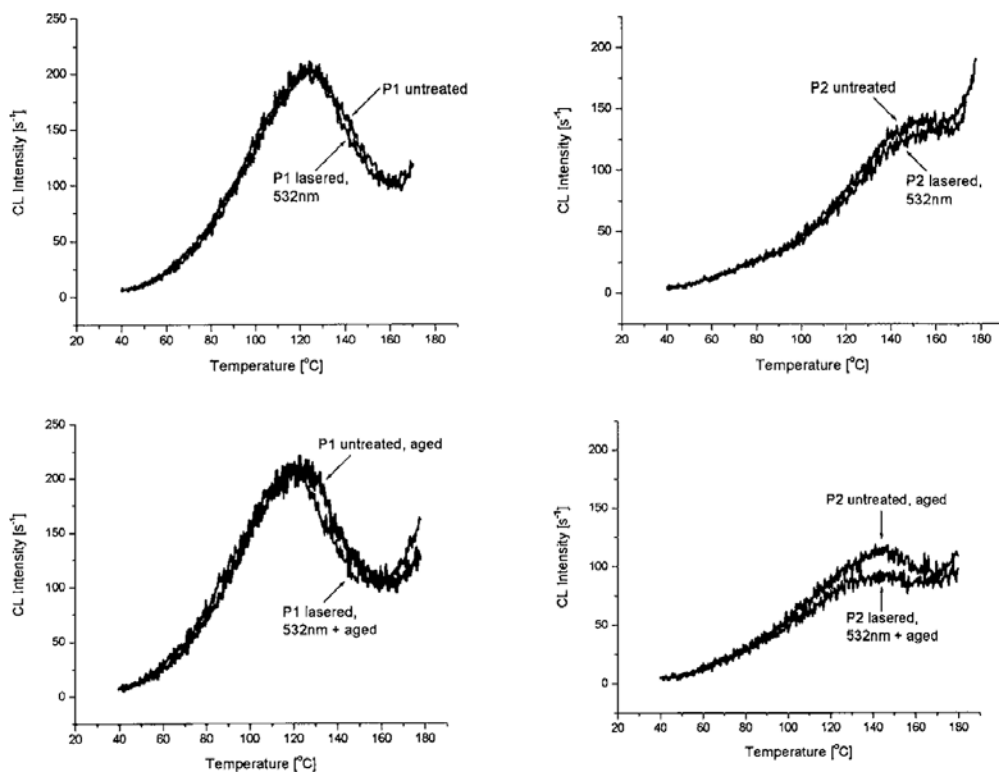 250
200
150
100
50
0
CL Intensity [s⁻¹]
P1 untreated
P1 lasered,
532nm
20 40 60 80 100 120 140 160 180
Temperature [°C]
200
150
100
50
0
CL Intensity [s⁻¹]
P2 untreated
P2 lasered,
532nm
20 40 60 80 100 120 140 160 180
Temperature [°C]
250
200
150
100
50
0
CL Intensity [s⁻¹]
P1 untreated, aged
P1 lasered,
532nm + aged
20 40 60 80 100 120 140 160 180
Temperature [°C]
200
150
100
50
0
CL Intensity [s⁻¹]
P2 untreated, aged
P2 lasered,
532nm + aged
20 40 60 80 100 120 140 160 180
Temperature [°C]